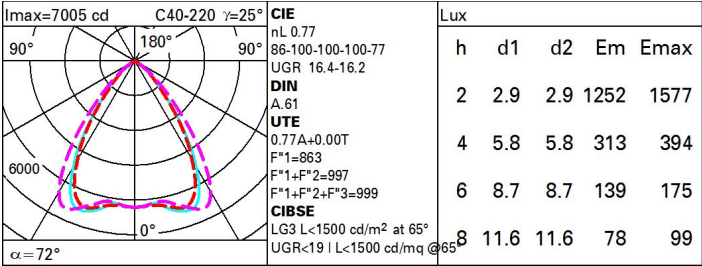 Imax=7005 cd C40-220 γ=25°
90° 180° 90°
6000
0°
α=72°
CIE
nL 0.77
86-100-100-100-77
UGR 16.4-16.2
DIN
A.61
UTE
0.77A+0.00T
F"1=863
F"1+F"2=997
F"1+F"2+F"3=999
CIBSE
LG3 L<1500 cd/m² at 65°
UGR<19 | L<1500 cd/mq @65°
Lux
h d1 d2 Em Emax
2 2.9 2.9 1252 1577
4 5.8 5.8 313 394
6 8.7 8.7 139 175
8 11.6 11.6 78 99